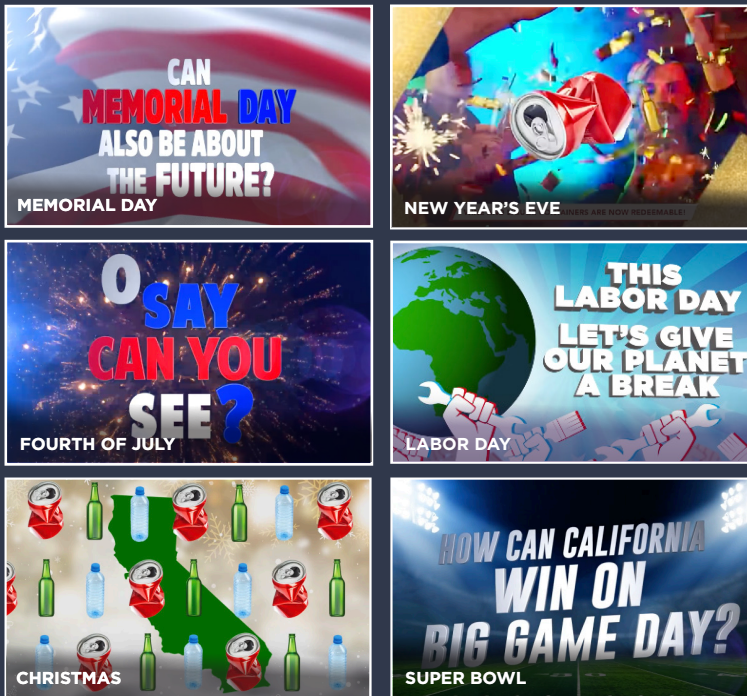 CAN
MEMORIAL DAY
ALSO BE ABOUT
THE FUTURE?
MEMORIAL DAY
NEW YEAR'S EVE
ARE NOW REDEEMABLE!
O
SAY
CAN YOU
SEE?
FOURTH OF JULY
THIS
LABOR DAY
LET'S GIVE
OUR PLANET
A BREAK
LABOR DAY
CHRISTMAS
HOW CAN CALIFORNIA
WIN ON
BIG GAME DAY?
SUPER BOWL